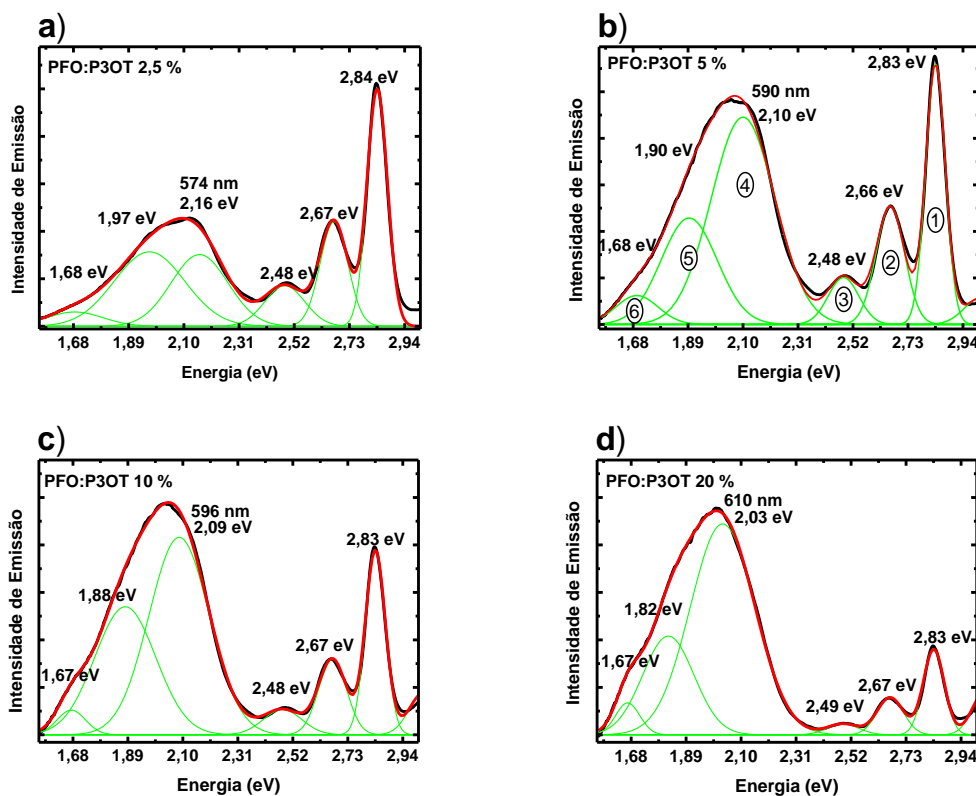 a)
PFO:P3OT 2,5 %
2,84 eV
574 nm
2,16 eV
1,97 eV
2,67 eV
1,68 eV
2,48 eV
Intensidade de Emissão
1,68 1,89 2,10 2,31 2,52 2,73 2,94
Energia (eV)
b)
PFO:P3OT 5 %
2,83 eV
590 nm
2,10 eV
1,90 eV
2,66 eV
1,68 eV
2,48 eV
1
2
3
4
5
6
Intensidade de Emissão
1,68 1,89 2,10 2,31 2,52 2,73 2,94
Energia (eV)
c)
PFO:P3OT 10 %
596 nm
2,09 eV
2,83 eV
1,88 eV
2,67 eV
1,67 eV
2,48 eV
Intensidade de Emissão
1,68 1,89 2,10 2,31 2,52 2,73 2,94
Energia (eV)
d)
PFO:P3OT 20 %
610 nm
2,03 eV
1,82 eV
2,83 eV
1,67 eV
2,67 eV
2,49 eV
Intensidade de Emissão
1,68 1,89 2,10 2,31 2,52 2,73 2,94
Energia (eV)